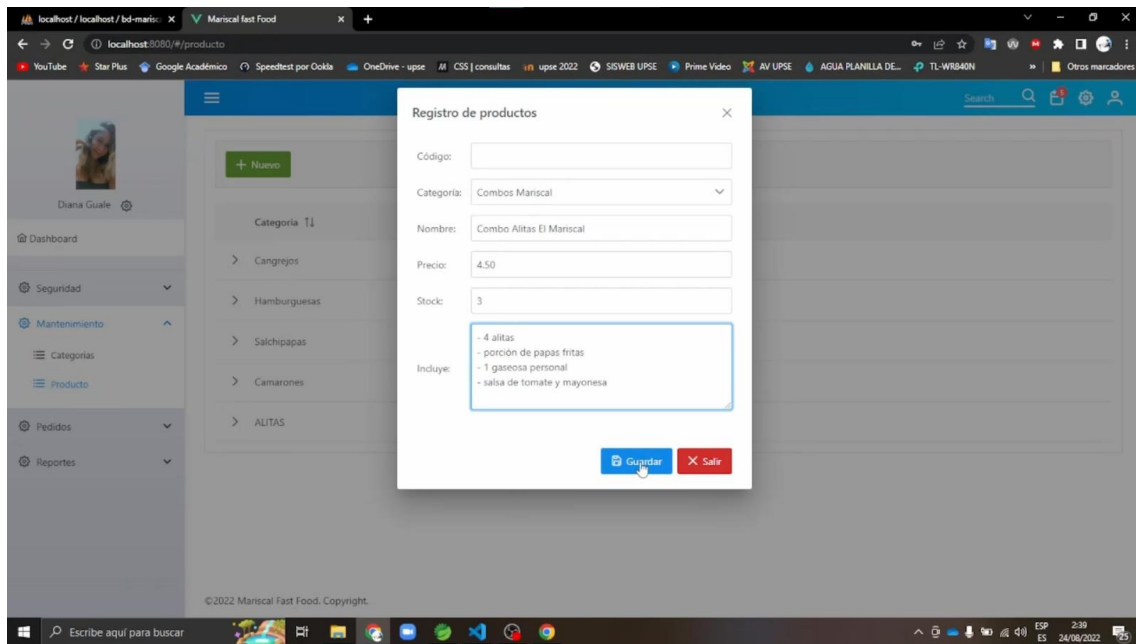 localhost / localhost / bd-marisc
Mariscal fast Food
localhost:8080/#/producto
YouTube
Star Plus
Google Académico
Speedtest por Ookla
OneDrive - upse
CSS | consultas
upse 2022
SISWEB UPSE
Prime Video
AV UPSE
AGUA PLANILLA DE...
TL-WR840N
»
Otros marcadores
Search
Diana Guale
Dashboard
Seguridad
Mantenimiento
Categorias
Producto
Pedidos
Reportes
+ Nuevo
Categoria
Cangrejos
Hamburguesas
Salchipapas
Camarones
ALITAS
Registro de productos
Código:
Categoría: Combos Mariscal
Nombre: Combo Alitas El Mariscal
Precio: 4.50
Stock: 3
Incluye:
- 4 alitas
- porción de papas fritas
- 1 gaseosa personal
- salsa de tomate y mayonesa
Guardar
Salir
©2022 Mariscal Fast Food. Copyright.
Escribe aquí para buscar
ESP
ES
2:39
24/08/2022